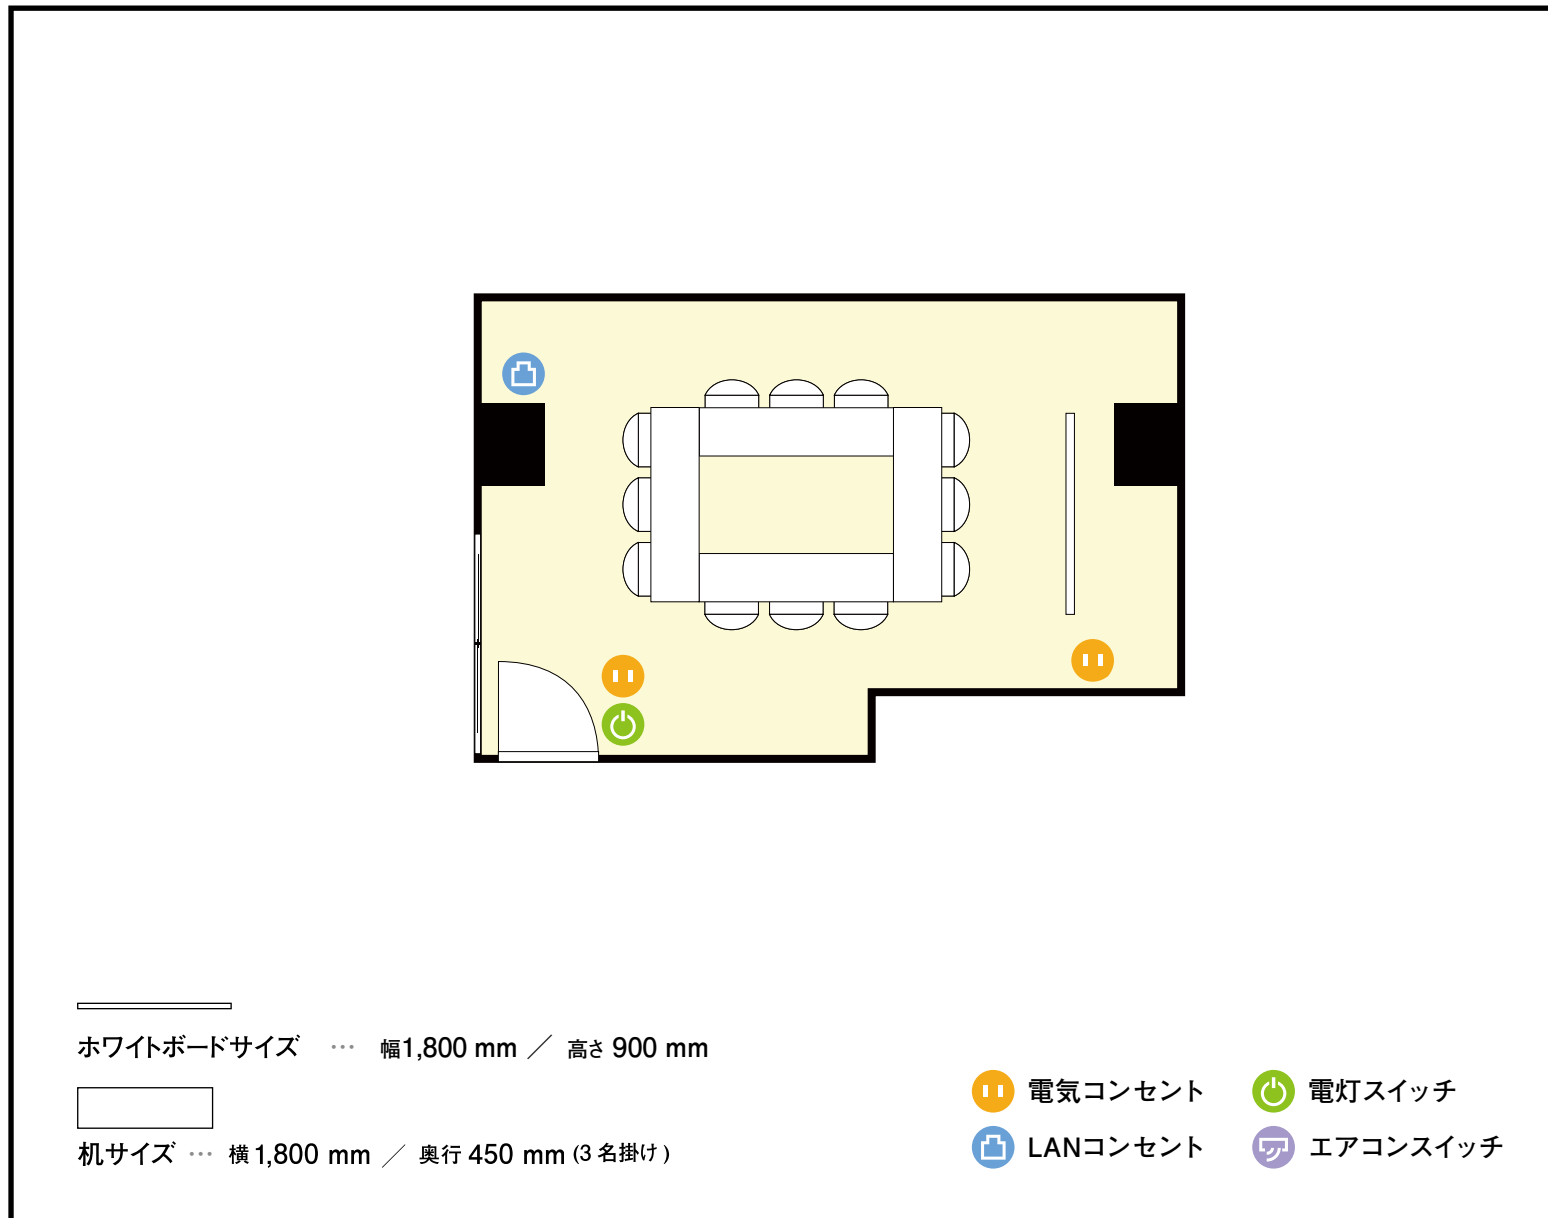 ホワイトボードサイズ … 幅1,800 mm ／ 高さ 900 mm
机サイズ … 横 1,800 mm ／ 奥行 450 mm (3 名掛け)
電気コンセント 電灯スイッチ
LANコンセント エアコンスイッチ